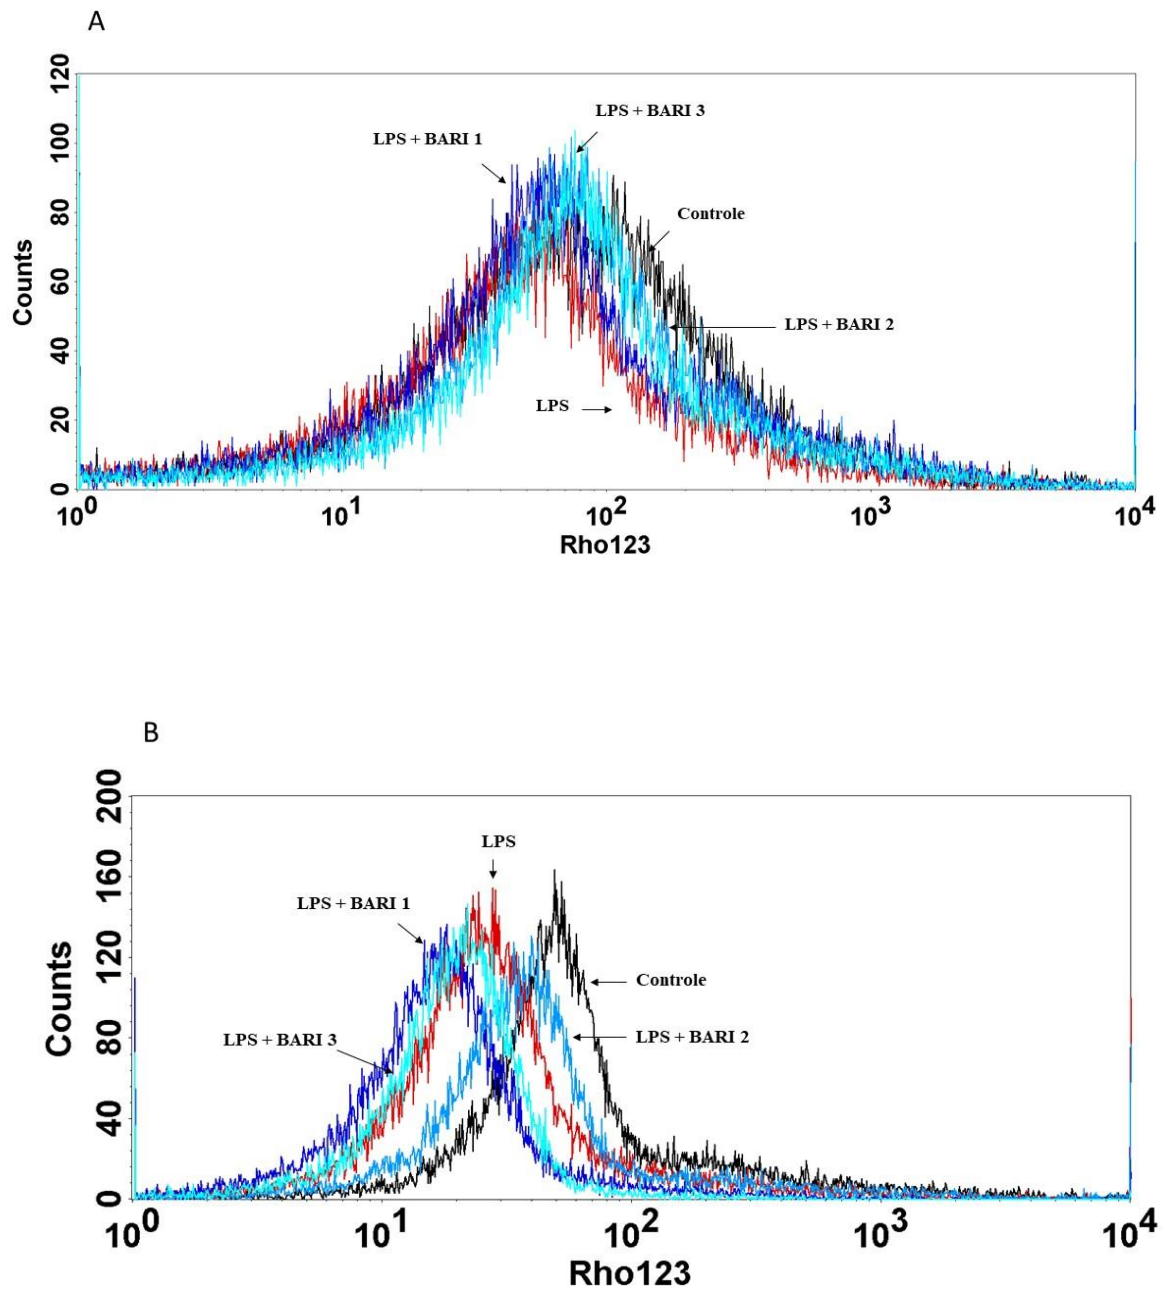 A
120
100
80
60
40
20
0
Counts
LPS + BARI 3
LPS + BARI 1
Controle
LPS + BARI 2
LPS
10^0 10^1 10^2 10^3 10^4
Rho123
B
200
160
120
80
40
0
Counts
LPS
LPS + BARI 1
Controle
LPS + BARI 2
LPS + BARI 3
10^0 10^1 10^2 10^3 10^4
Rho123